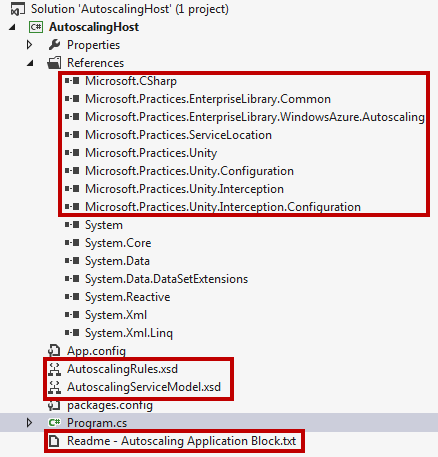 Solution 'AutoscalingHost' (1 project)
C# AutoscalingHost
Properties
References
Microsoft.CSharp
Microsoft.Practices.EnterpriseLibrary.Common
Microsoft.Practices.EnterpriseLibrary.WindowsAzure.Autoscaling
Microsoft.Practices.ServiceLocation
Microsoft.Practices.Unity
Microsoft.Practices.Unity.Configuration
Microsoft.Practices.Unity.Interception
Microsoft.Practices.Unity.Interception.Configuration
System
System.Core
System.Data
System.Data.DataSetExtensions
System.Reactive
System.Xml
System.Xml.Linq
App.config
AutoscalingRules.xsd
AutoscalingServiceModel.xsd
packages.config
C# Program.cs
Readme - Autoscaling Application Block.txt